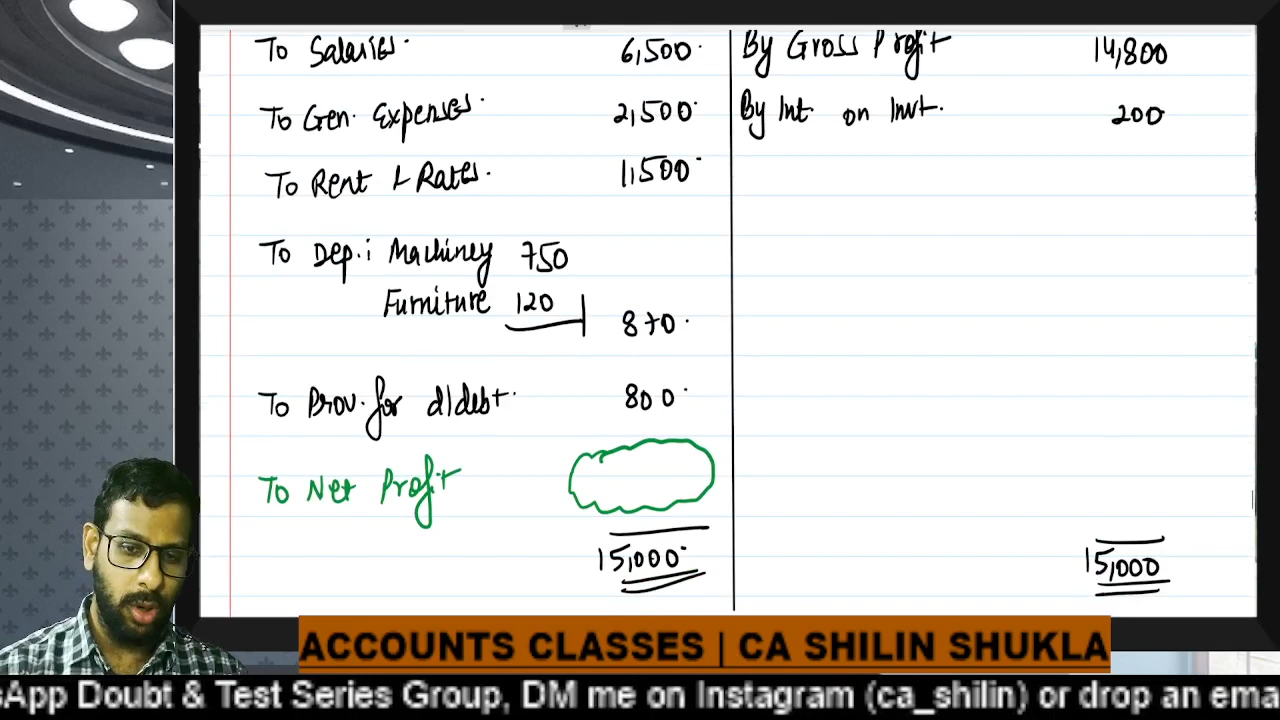 To Salaries. 6,500.
To Gen. Expenses. 2,500.
To Rent & Rates. 1,500.
To Dep.: Machinery 750
Furniture 120 870.
To Prov. for d/debt. 800.
To Net Profit
15,000.
By Gross Profit 14,800
By Int. on Invt. 200
15,000
ACCOUNTS CLASSES | CA SHILIN SHUKLA
sApp Doubt & Test Series Group, DM me on Instagram (ca_shilin) or drop an ema